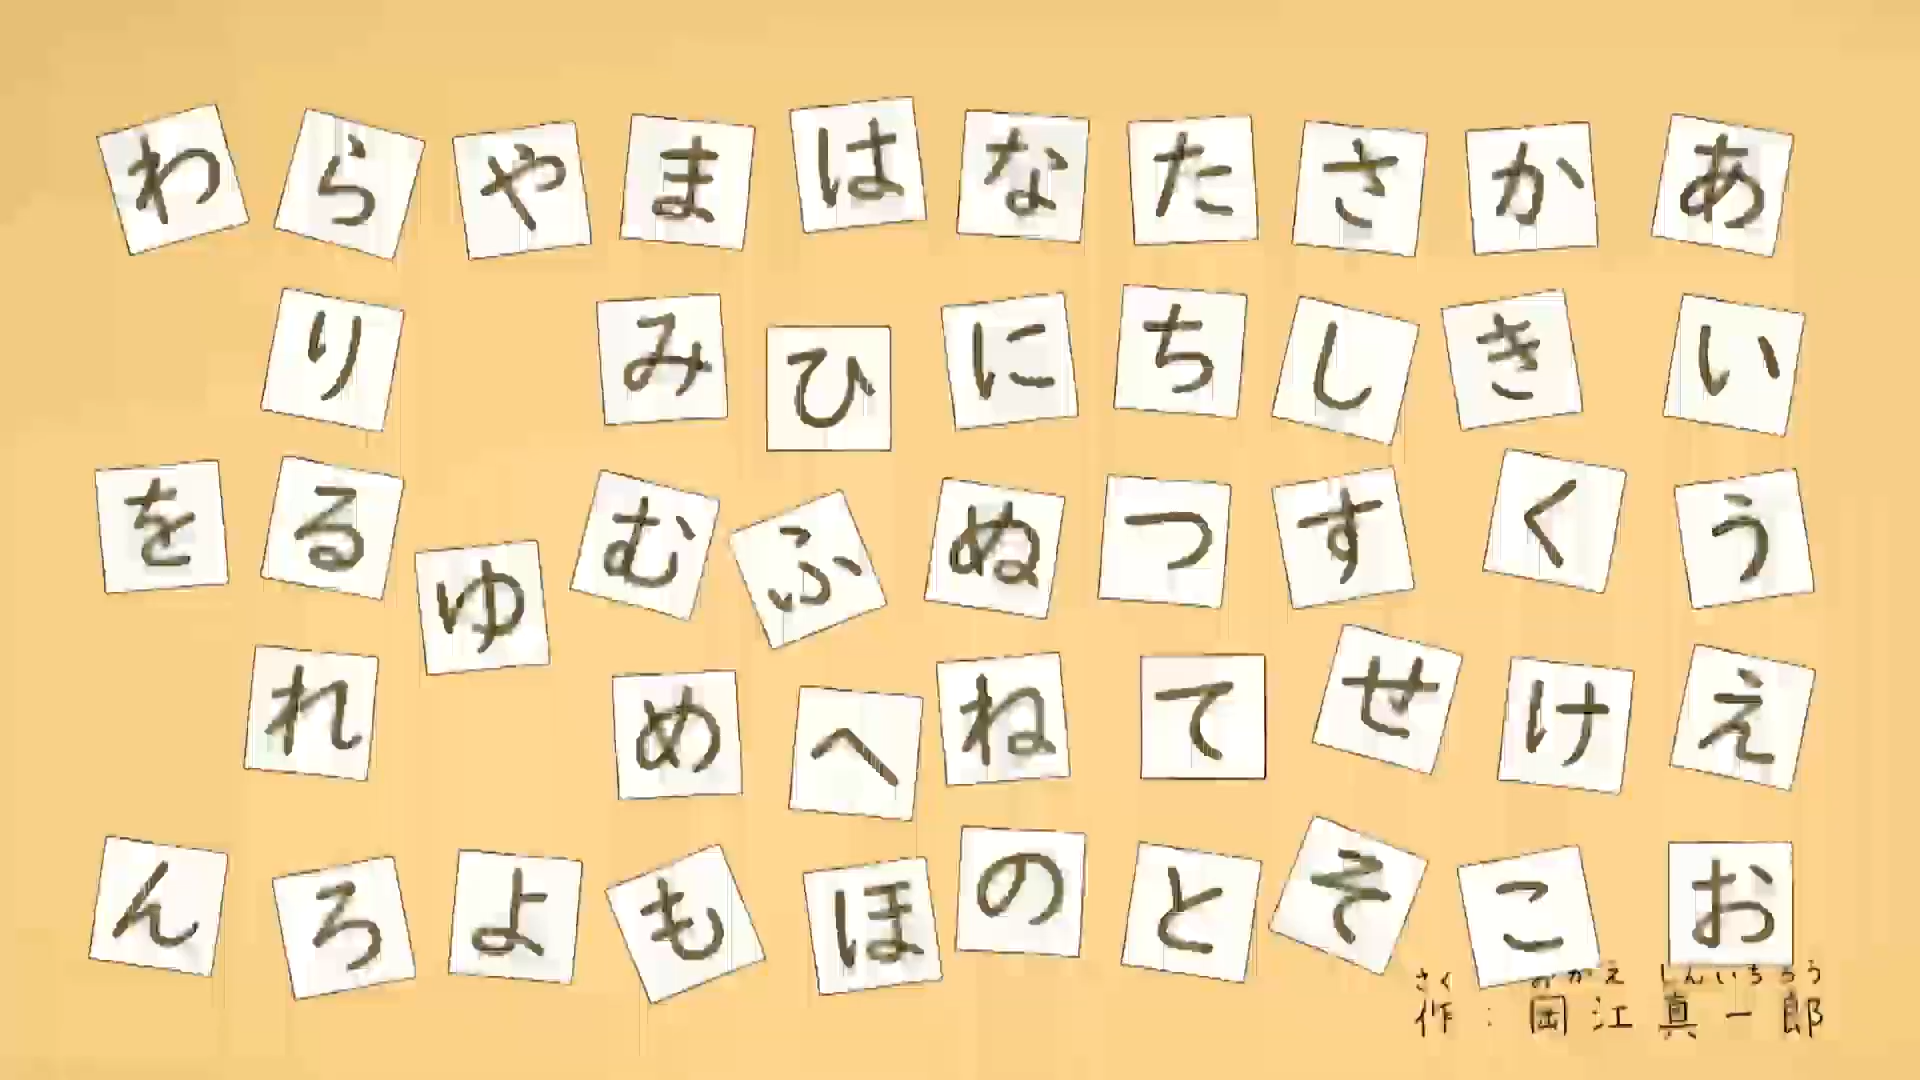 わ ら や ま は な た さ か あ
り み ひ に ち し き い
を る ゆ む ふ ぬ つ す く う
れ め へ ね て せ け え
ん ろ よ も ほ の と そ こ お
さく おかえ しんいちろう
作：岡江真一郎